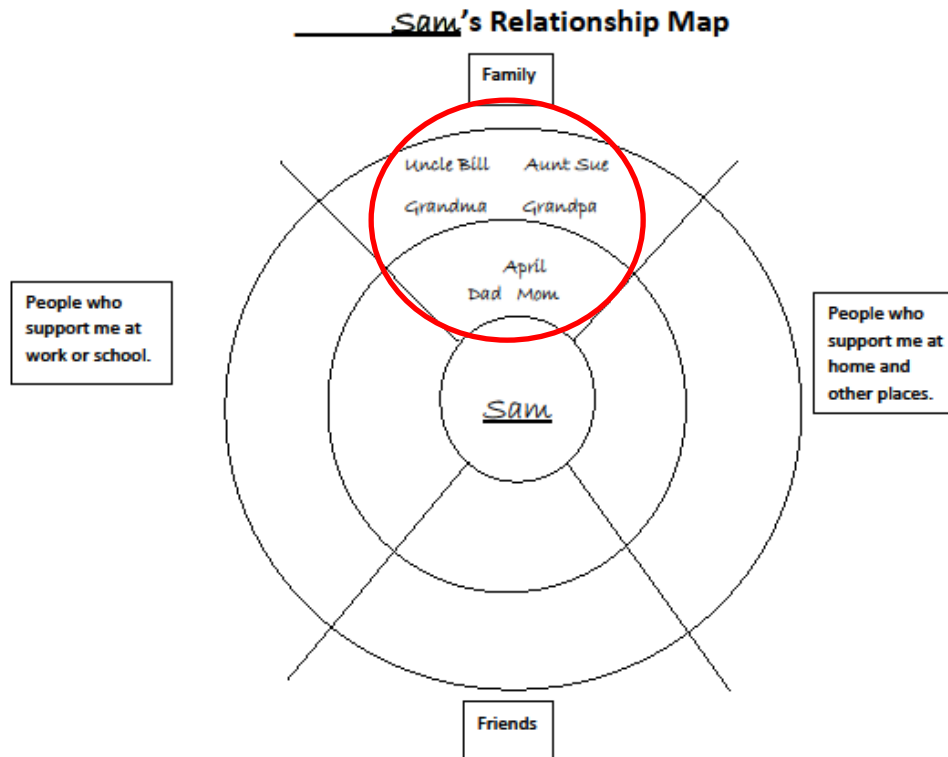 Sam's Relationship Map
Family
Uncle Bill Aunt Sue
Grandma Grandpa
April
Dad Mom
People who
support me at
work or school.
People who
support me at
home and
other places.
Sam
Friends